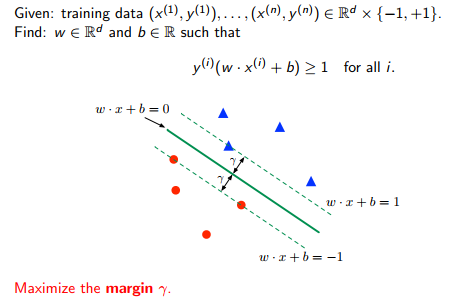 Given: training data (x⁽¹⁾, y⁽¹⁾), . . . , (x⁽ⁿ⁾, y⁽ⁿ⁾) ∈ ℝᵈ × {−1, +1}.
Find: w ∈ ℝᵈ and b ∈ ℝ such that
y⁽ⁱ⁾(w · x⁽ⁱ⁾ + b) ≥ 1 for all i.
w · x + b = 0
γ
γ
w · x + b = 1
w · x + b = −1
Maximize the margin γ.